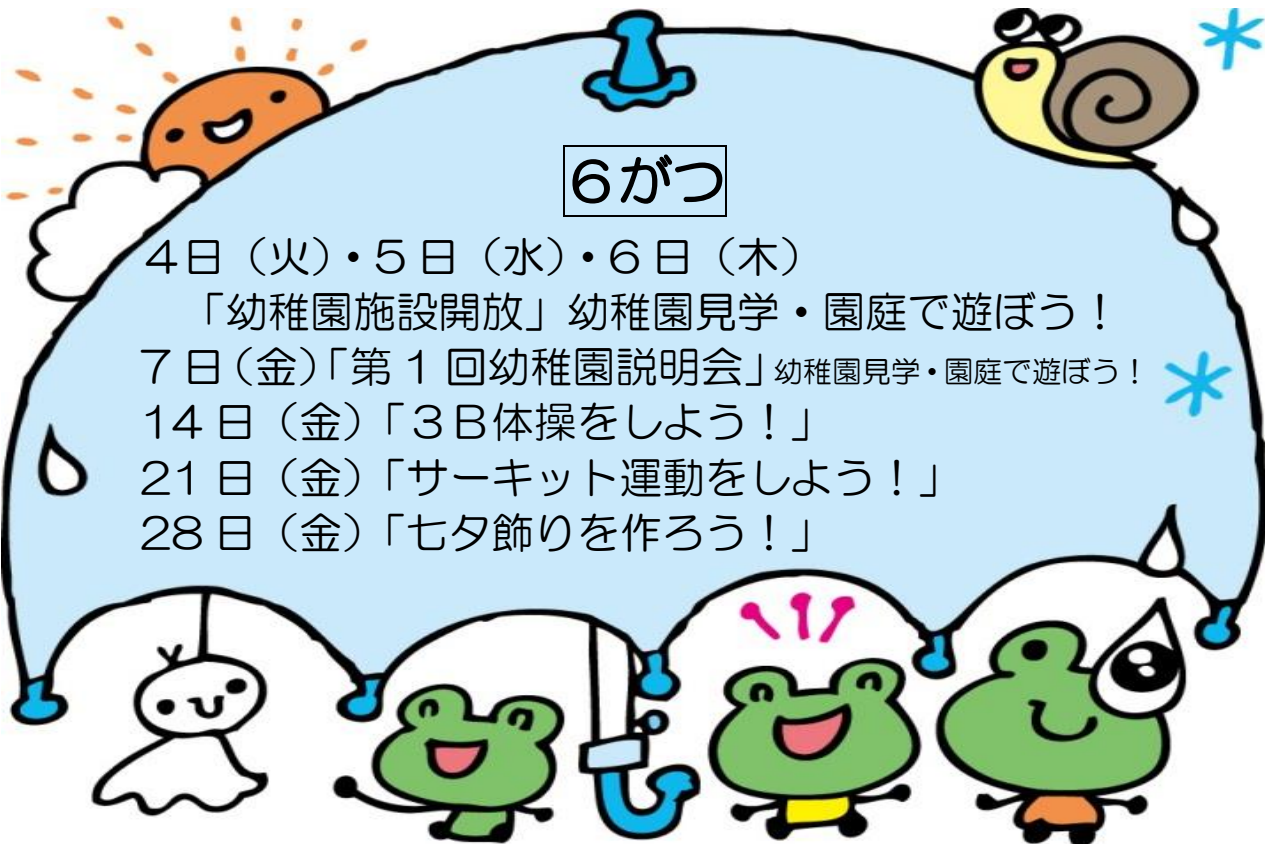 ６がつ
４日（火）・５日（水）・６日（木）
「幼稚園施設開放」幼稚園見学・園庭で遊ぼう！
７日（金）「第１回幼稚園説明会」幼稚園見学・園庭で遊ぼう！
14日（金）「３Ｂ体操をしよう！」
21日（金）「サーキット運動をしよう！」
28日（金）「七夕飾りを作ろう！」